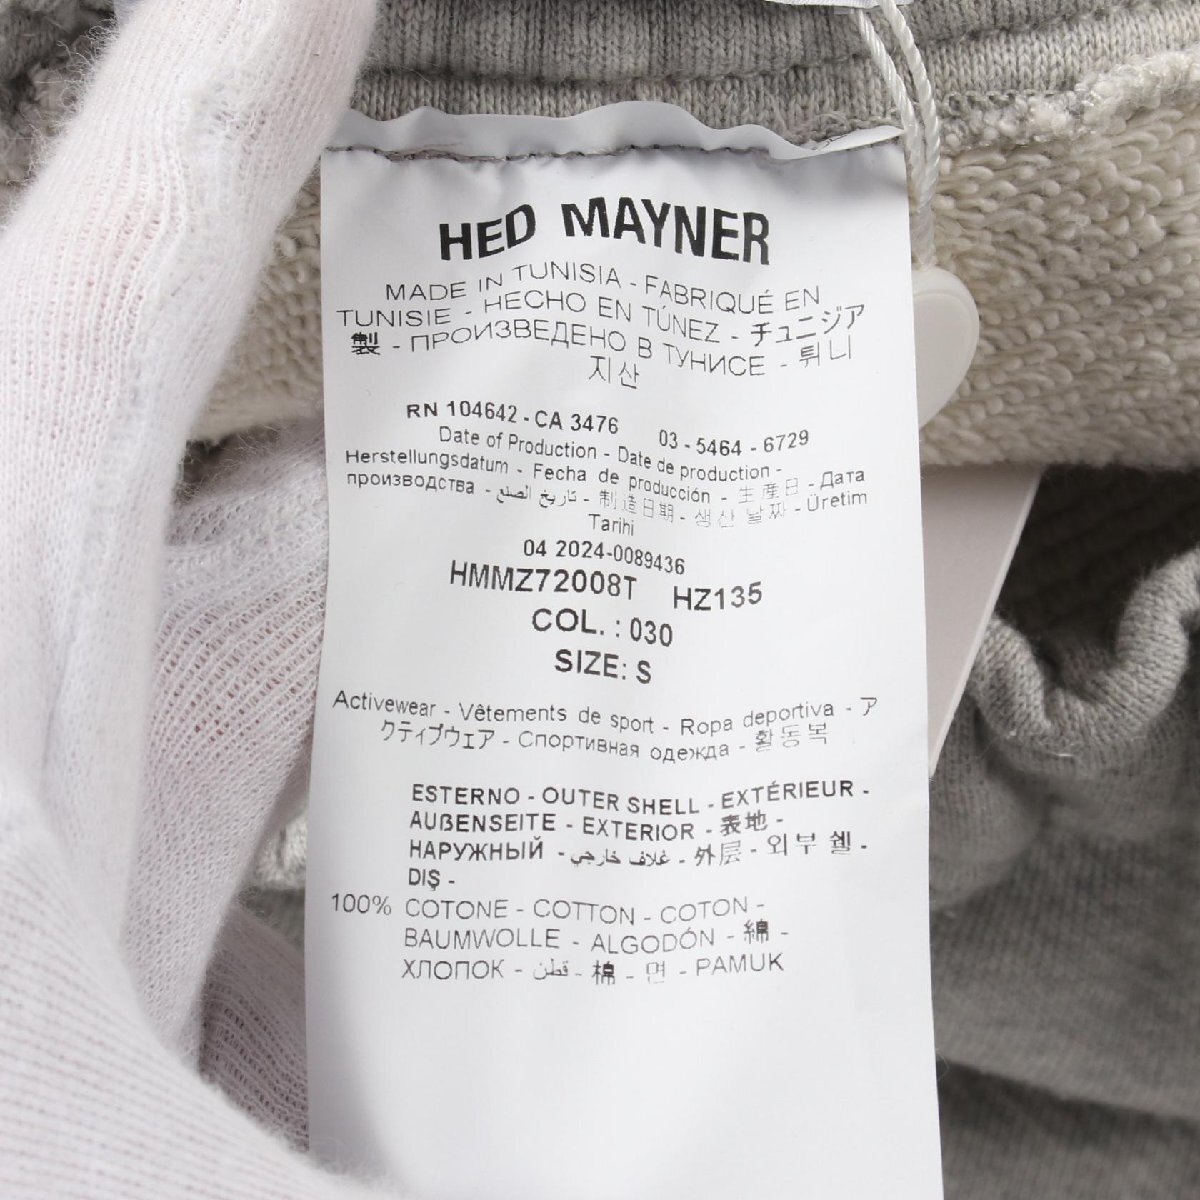 HED MAYNER
MADE IN TUNISIA - FABRIQUÉ EN
TUNISIE - HECHO EN TÚNEZ - チュニジア
製 - ПРОИЗВЕДЕНО В ТУНИСЕ - 튀니
지산
RN 104642 - CA 3476 03 - 5464 - 6729
Date of Production - Date de production -
Herstellungsdatum - Fecha de producción - 生産日 - Дата
производства - تاريخ الصنع - 制造日期 - 생산 날짜 - Üretim
Tarihi
04 2024-0089436
HMMZ72008T HZ135
COL. : 030
SIZE: S
Activewear - Vêtements de sport - Ropa deportiva - ア
クティブウェア - Спортивная одежда - 활동복
ESTERNO - OUTER SHELL - EXTÉRIEUR -
AUßENSEITE - EXTERIOR - 表地 -
НАРУЖНЫЙ - غلاف خارجي - 外层 - 외부 쉘 -
DIŞ -
100% COTONE - COTTON - COTON -
BAUMWOLLE - ALGODÓN - 綿 -
ХЛОПОК - قطن - 棉 - 면 - PAMUK